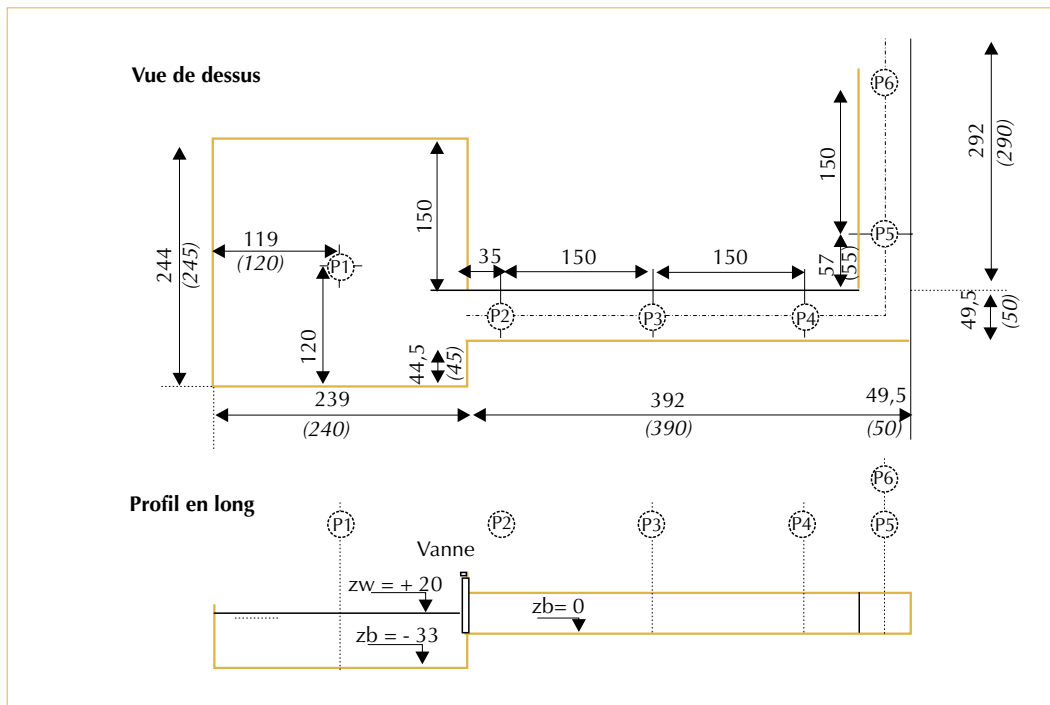 Vue de dessus
P6
292
(290)
150
150
119
(120)
P1
244
(245)
35
150
150
P5
57
(55)
P2
P3
P4
49,5
(50)
120
44,5
(45)
239
(240)
392
(390)
49,5
(50)
Profil en long
P6
P1
P2
P3
P4
P5
Vanne
zw = + 20
zb= 0
zb = - 33